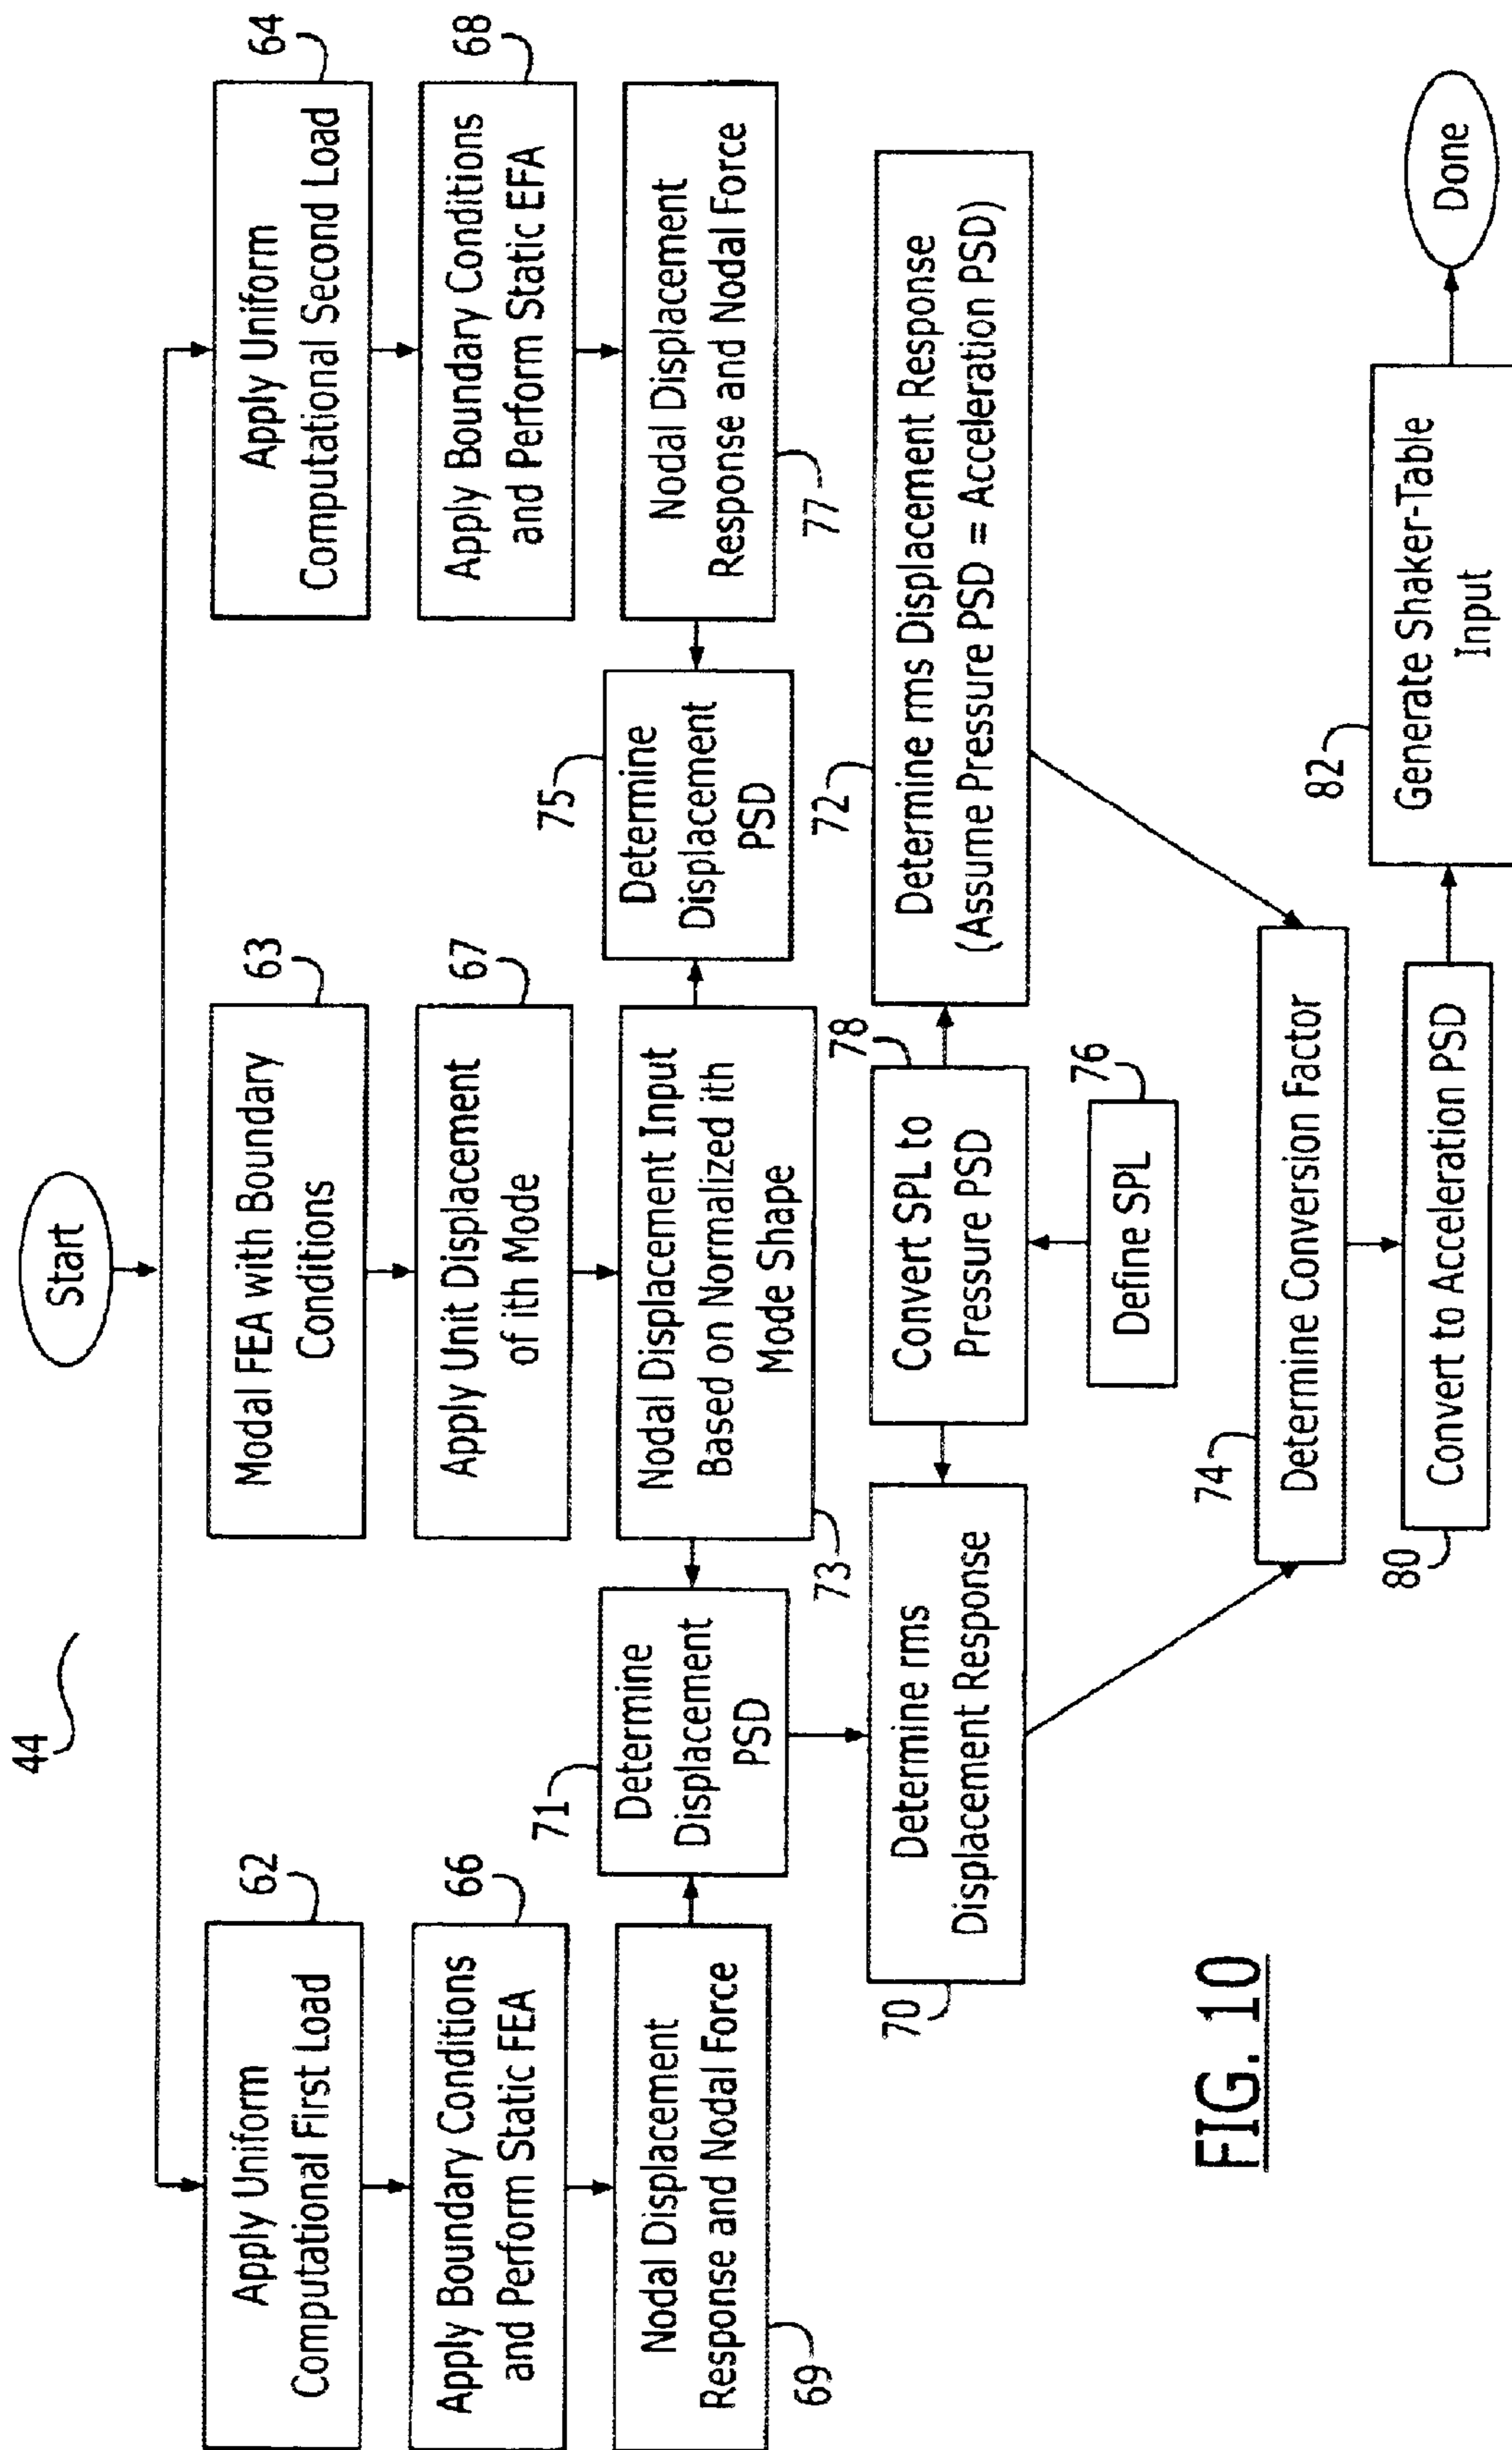 44
Start
62
Apply Uniform
Computational First Load
63
Modal FEA with Boundary
Conditions
64
Apply Uniform
Computational Second Load
66
Apply Boundary Conditions
and Perform Static FEA
67
Apply Unit Displacement
of ith Mode
68
Apply Boundary Conditions
and Perform Static EFA
69
Nodal Displacement
Response and Nodal Force
71
Determine
Displacement
PSD
73
Nodal Displacement Input
Based on Normalized ith
Mode Shape
75
Determine
Displacement
PSD
77
Nodal Displacement
Response and Nodal Force
70
Determine rms
Displacement Response
78
Convert SPL to
Pressure PSD
72
Determine rms Displacement Response
(Assume Pressure PSD = Acceleration PSD)
76
Define SPL
74
Determine Conversion Factor
80
Convert to Acceleration PSD
82
Generate Shaker-Table
Input
Done
FIG. 10